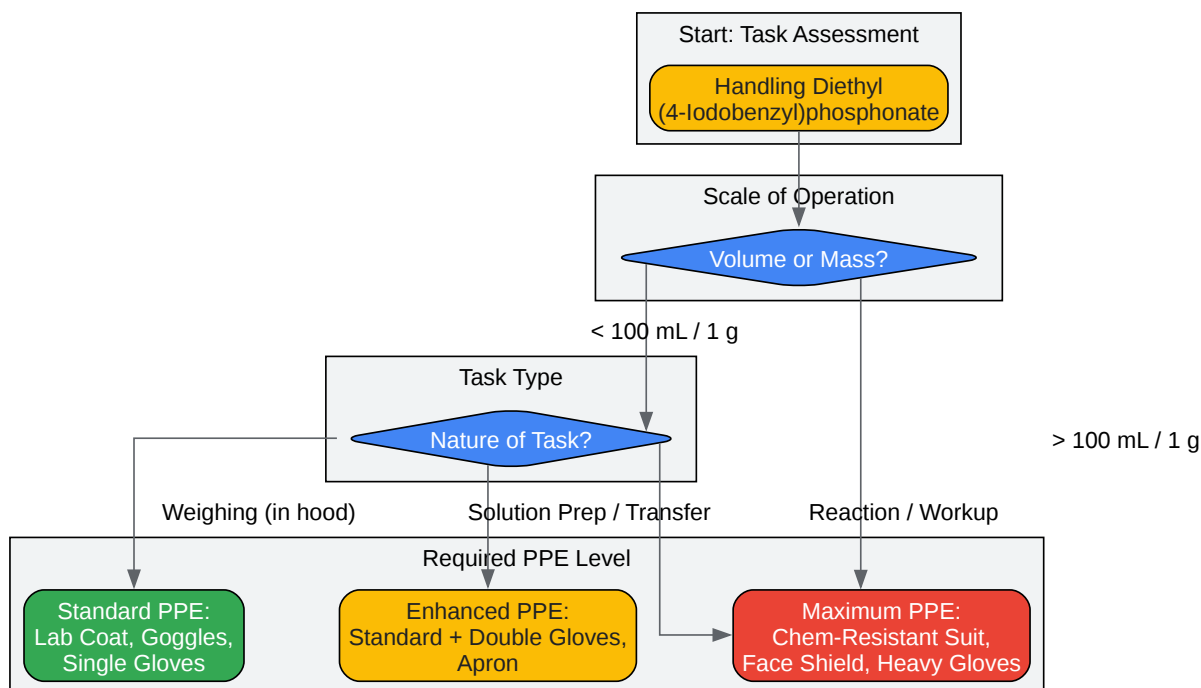 Start: Task Assessment
Handling Diethyl
(4-Iodobenzyl)phosphonate
Scale of Operation
Volume or Mass?
< 100 mL / 1 g
Task Type
Nature of Task?
> 100 mL / 1 g
Weighing (in hood)
Solution Prep / Transfer
Reaction / Workup
Required PPE Level
Standard PPE:
Lab Coat, Goggles,
Single Gloves
Enhanced PPE:
Standard + Double Gloves,
Apron
Maximum PPE:
Chem-Resistant Suit,
Face Shield, Heavy Gloves